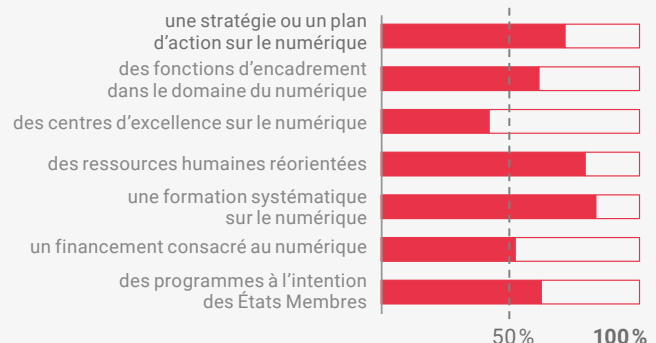 une stratégie ou un plan
d’action sur le numérique
des fonctions d’encadrement
dans le domaine du numérique
des centres d’excellence sur le numérique
des ressources humaines réorientées
une formation systématique
sur le numérique
un financement consacré au numérique
des programmes à l’intention
des États Membres
50 % 100 %